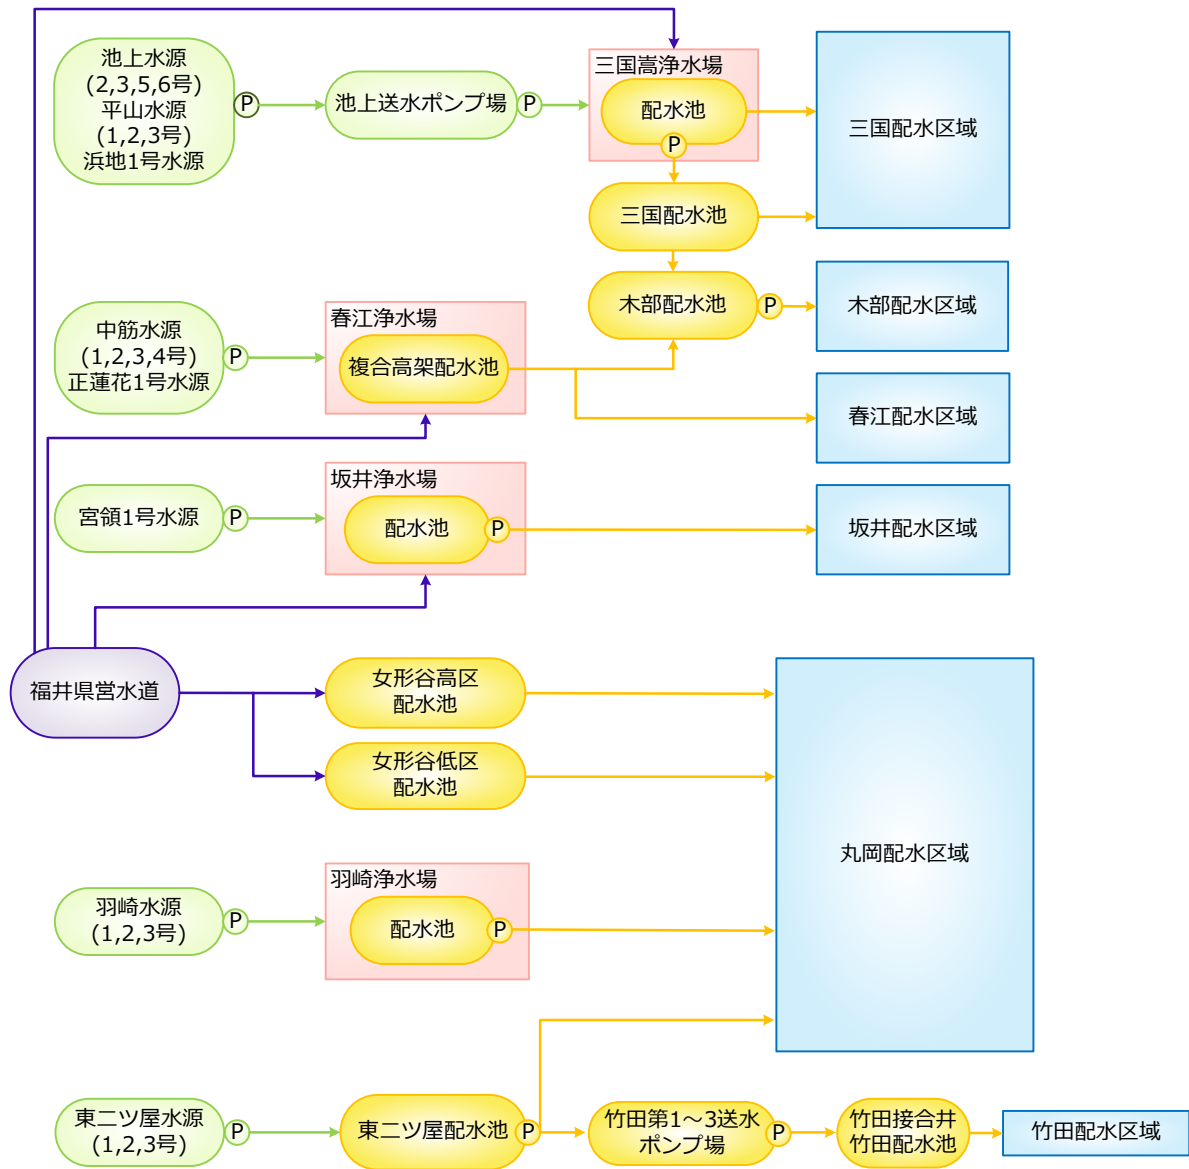 池上水源
(2,3,5,6号)
平山水源
(1,2,3号)
浜地1号水源
P
池上送水ポンプ場
P
三国嵩浄水場
配水池
P
三国配水区域
三国配水池
木部配水池
P
木部配水区域
中筋水源
(1,2,3,4号)
正蓮花1号水源
P
春江浄水場
複合高架配水池
春江配水区域
宮領1号水源
P
坂井浄水場
配水池
P
坂井配水区域
福井県営水道
女形谷高区
配水池
女形谷低区
配水池
丸岡配水区域
羽崎水源
(1,2,3号)
P
羽崎浄水場
配水池
P
東二ツ屋水源
(1,2,3号)
P
東二ツ屋配水池
P
竹田第1～3送水
ポンプ場
P
竹田接合井
竹田配水池
竹田配水区域